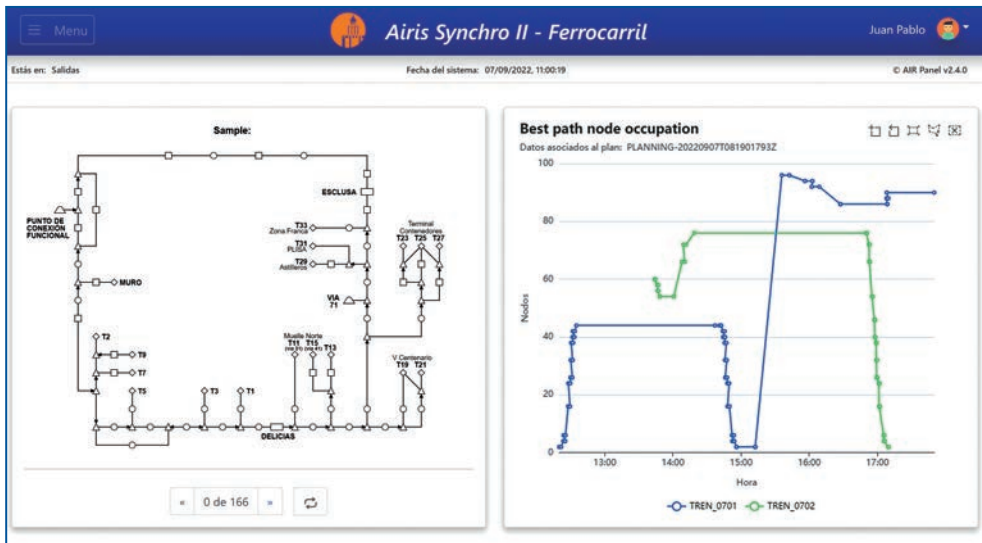 Menu
Airis Synchro II - Ferrocarril
Juan Pablo
Estás en: Salidas
Fecha del sistema: 07/09/2022, 11:00:19
© AIR Panel v2.4.0
Sample:
ESCLUSA
PUNTO DE
CONEXIÓN
FUNCIONAL
T33
Zona Franca
T31
PLISA
T29
Astilleros
Terminal
Contenedores
T23 T25 T27
MURO
VIA
71
T2
T9
T7
T5
T3
T1
Muelle Norte
T11 T15 T13
V Centenario
T19 T21
DELICIAS
« 0 de 166 »
Best path node occupation
Datos asociados al plan: PLANNING-20220907T081901793Z
100
80
60
40
20
0
Nodos
13:00 14:00 15:00 16:00 17:00
Hora
TREN_0701 TREN_0702